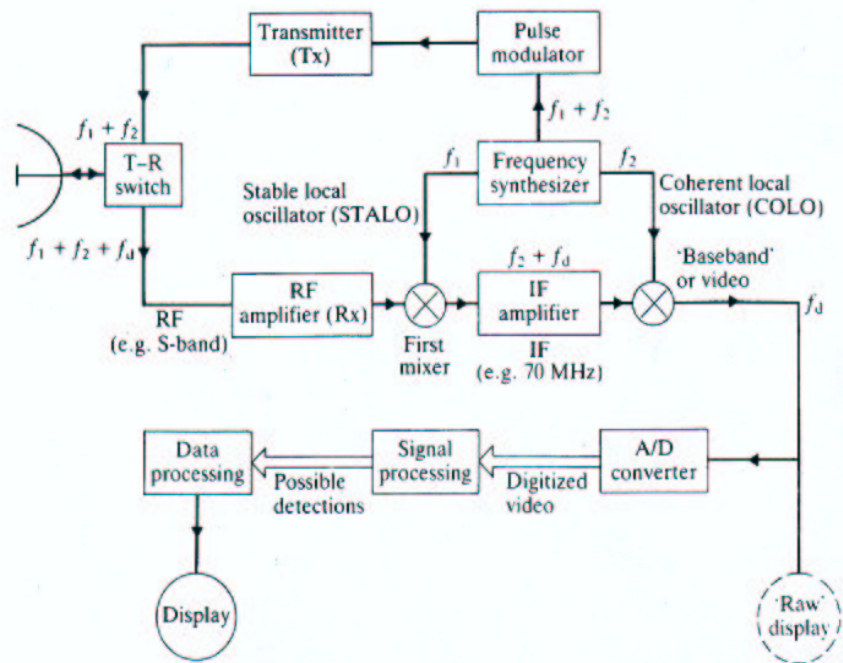 Transmitter
(Tx)
Pulse
modulator
f₁ + f₂
f₁ + f₂
T–R
switch
f₁
Frequency
synthesizer
f₂
Stable local
oscillator (STALO)
Coherent local
oscillator (COLO)
f₁ + f₂ + f_d
f₂ + f_d
'Baseband'
or video
RF
amplifier (Rx)
IF
amplifier
f_d
RF
(e.g. S-band)
First
mixer
IF
(e.g. 70 MHz)
Data
processing
Signal
processing
A/D
converter
Possible
detections
Digitized
video
Display
'Raw'
display